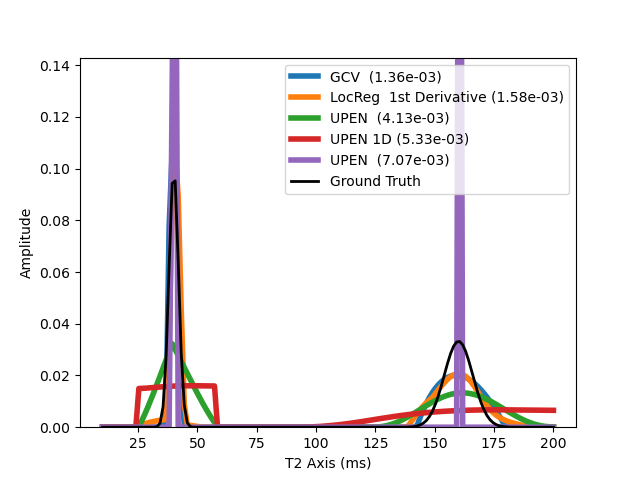 0.14
0.12
0.10
0.08
0.06
0.04
0.02
0.00
Amplitude
GCV  (1.36e-03)
LocReg  1st Derivative (1.58e-03)
UPEN  (4.13e-03)
UPEN 1D (5.33e-03)
UPEN  (7.07e-03)
Ground Truth
25 50 75 100 125 150 175 200
T2 Axis (ms)